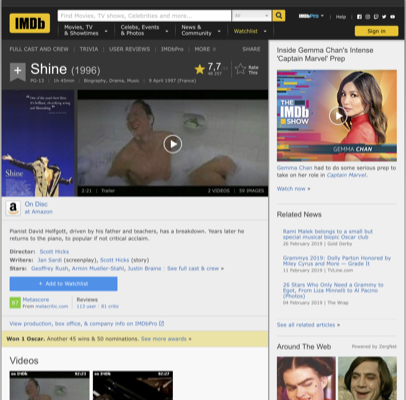 IMDb
Find Movies, TV shows, Celebrities and more...
All
IMDbPro
Help
Movies, TV
& Showtimes
Celebs, Events
& Photos
News &
Community
Watchlist
Sign in
FULL CAST AND CREW | TRIVIA | USER REVIEWS | IMDbPro | MORE
SHARE
Shine (1996)
PG-13 | 1h 45min | Biography, Drama, Music | 9 April 1997 (France)
7,7
Rate
This
Shine
2:21 | Trailer
2 VIDEOS | 59 IMAGES
On Disc
at Amazon
Pianist David Helfgott, driven by his father and teachers, has a breakdown. Years later he
returns to the piano, to popular if not critical acclaim.
Director: Scott Hicks
Writers: Jan Sardi (screenplay), Scott Hicks (story)
Stars: Geoffrey Rush, Armin Mueller-Stahl, Justin Braine | See full cast & crew »
+ Add to Watchlist
87
Metascore
From metacritic.com
Reviews
113 user | 61 critic
View production, box office, & company info on IMDbPro
Won 1 Oscar. Another 45 wins & 50 nominations. See more awards »
Videos
Inside Gemma Chan's Intense
'Captain Marvel' Prep
THE
IMDb
SHOW
GEMMA CHAN
Gemma Chan had to do some serious prep
to take on her role in Captain Marvel.
Watch now »
Related News
Rami Malek belongs to a small but
special musical biopic Oscar club
26 February 2019 | Gold Derby
Grammys 2019: Dolly Parton Honored by
Miley Cyrus and More — Grade It
11 February 2019 | TVLine.com
26 Stars Who Only Need a Grammy to
Egot, From Liza Minnelli to Al Pacino
(Photos)
04 February 2019 | The Wrap
See all related articles »
Around The Web
Powered by ZergNet